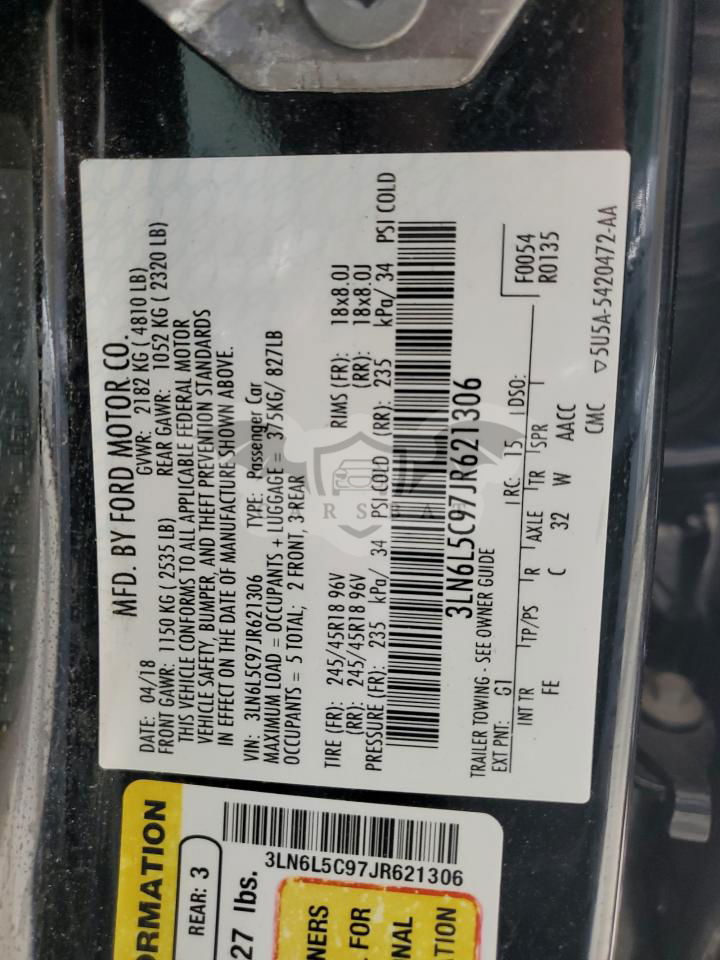 MFD. BY FORD MOTOR CO.
DATE: 04/18 GVWR: 2182 KG ( 4810 LB)
FRONT GAWR: 1150 KG (2535 LB) REAR GAWR: 1052 KG ( 2320 LB)
THIS VEHICLE CONFORMS TO ALL APPLICABLE FEDERAL MOTOR
VEHICLE SAFETY, BUMPER, AND THEFT PREVENTION STANDARDS
IN EFFECT ON THE DATE OF MANUFACTURE SHOWN ABOVE.
VIN: 3LN6L5C97JR621306 TYPE: Passenger Car
MAXIMUM LOAD = OCCUPANTS + LUGGAGE = 375KG/ 827LB
OCCUPANTS = 5 TOTAL; 2 FRONT, 3-REAR
TIRE (FR): 245/45R18 96V RIMS (FR): 18x8.0J
(RR): 245/45R18 96V (RR): 18x8.0J
PRESSURE (FR): 235 kPa/ 34 PSI COLD (RR): 235 kPa/ 34 PSI COLD
3LN6L5C97JR621306
TRAILER TOWING - SEE OWNER GUIDE
EXT PNT: G1 RC: 15 DSO: F0054
R0135
INT TR TP/PS R AXLE TR SPR
FE C 32 W AACC
CMC ▽5U5A-5420472-AA
ORMATION
REAR: 3
27 lbs.
3LN6L5C97JR621306
NERS
FOR
NAL
TION